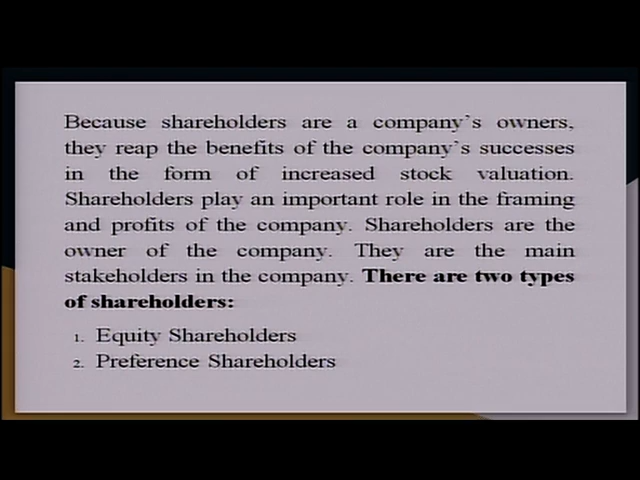 Because shareholders are a company`s owners,
they reap the benefits of the company`s successes
in the form of increased stock valuation.
Shareholders play an important role in the framing
and profits of the company. Shareholders are the
owner of the company. They are the main
stakeholders in the company. There are two types
of shareholders:
1. Equity Shareholders
2. Preference Shareholders